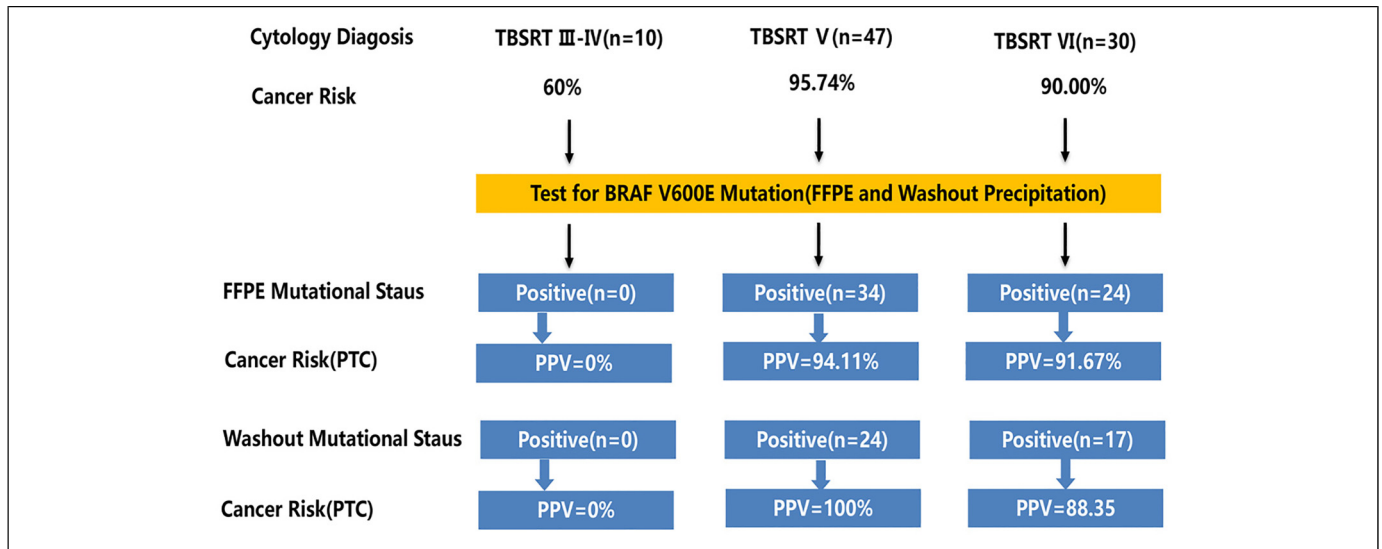 Cytology Diagosis TBSRT Ⅲ-IV(n=10) TBSRT Ⅴ(n=47) TBSRT Ⅵ(n=30)
Cancer Risk 60% 95.74% 90.00%
Test for BRAF V600E Mutation(FFPE and Washout Precipitation)
FFPE Mutational Staus Positive(n=0) Positive(n=34) Positive(n=24)
Cancer Risk(PTC) PPV=0% PPV=94.11% PPV=91.67%
Washout Mutational Staus Positive(n=0) Positive(n=24) Positive(n=17)
Cancer Risk(PTC) PPV=0% PPV=100% PPV=88.35